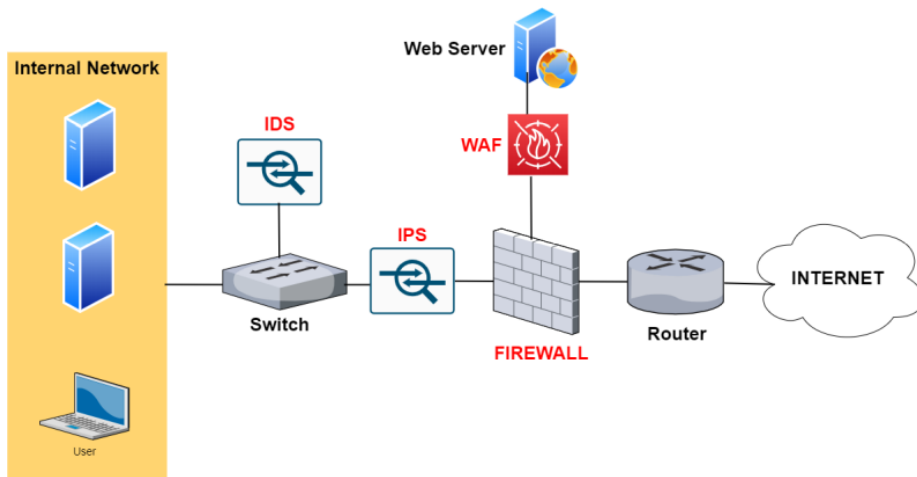 Web Server
Internal Network
IDS
WAF
IPS
INTERNET
Switch
Router
FIREWALL
User